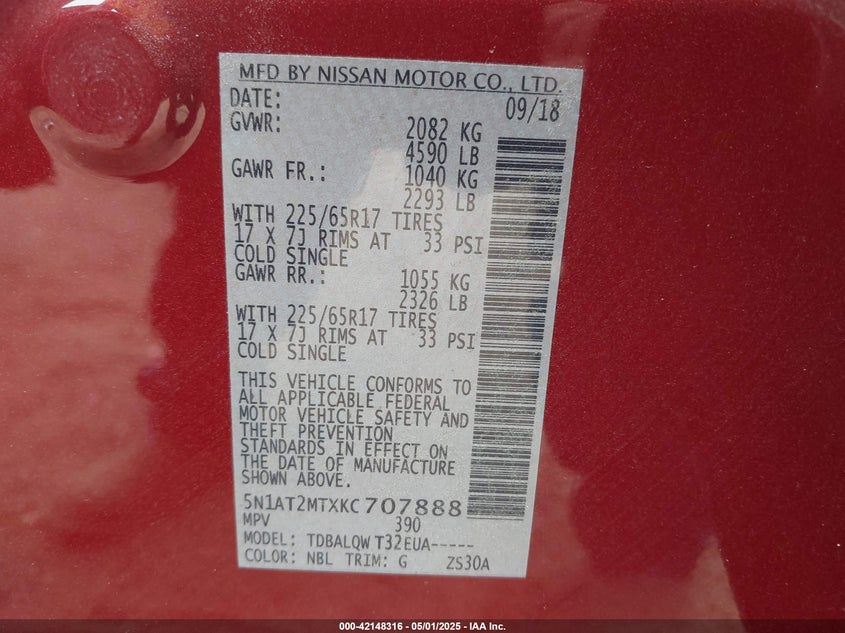 MFD BY NISSAN MOTOR CO., LTD.
DATE: 09/18
GVWR: 2082 KG
4590 LB
GAWR FR.: 1040 KG
2293 LB
WITH 225/65R17 TIRES
17 X 7J RIMS AT 33 PSI
COLD SINGLE
GAWR RR.: 1055 KG
2326 LB
WITH 225/65R17 TIRES
17 X 7J RIMS AT 33 PSI
COLD SINGLE
THIS VEHICLE CONFORMS TO
ALL APPLICABLE FEDERAL
MOTOR VEHICLE SAFETY AND
THEFT PREVENTION
STANDARDS IN EFFECT ON
THE DATE OF MANUFACTURE
SHOWN ABOVE.
5N1AT2MTXKC707888
MPV 390
MODEL: TDBALQW T32EUA-----
COLOR: NBL TRIM: G ZS30A
000-42148316 - 05/01/2025 - IAA Inc.